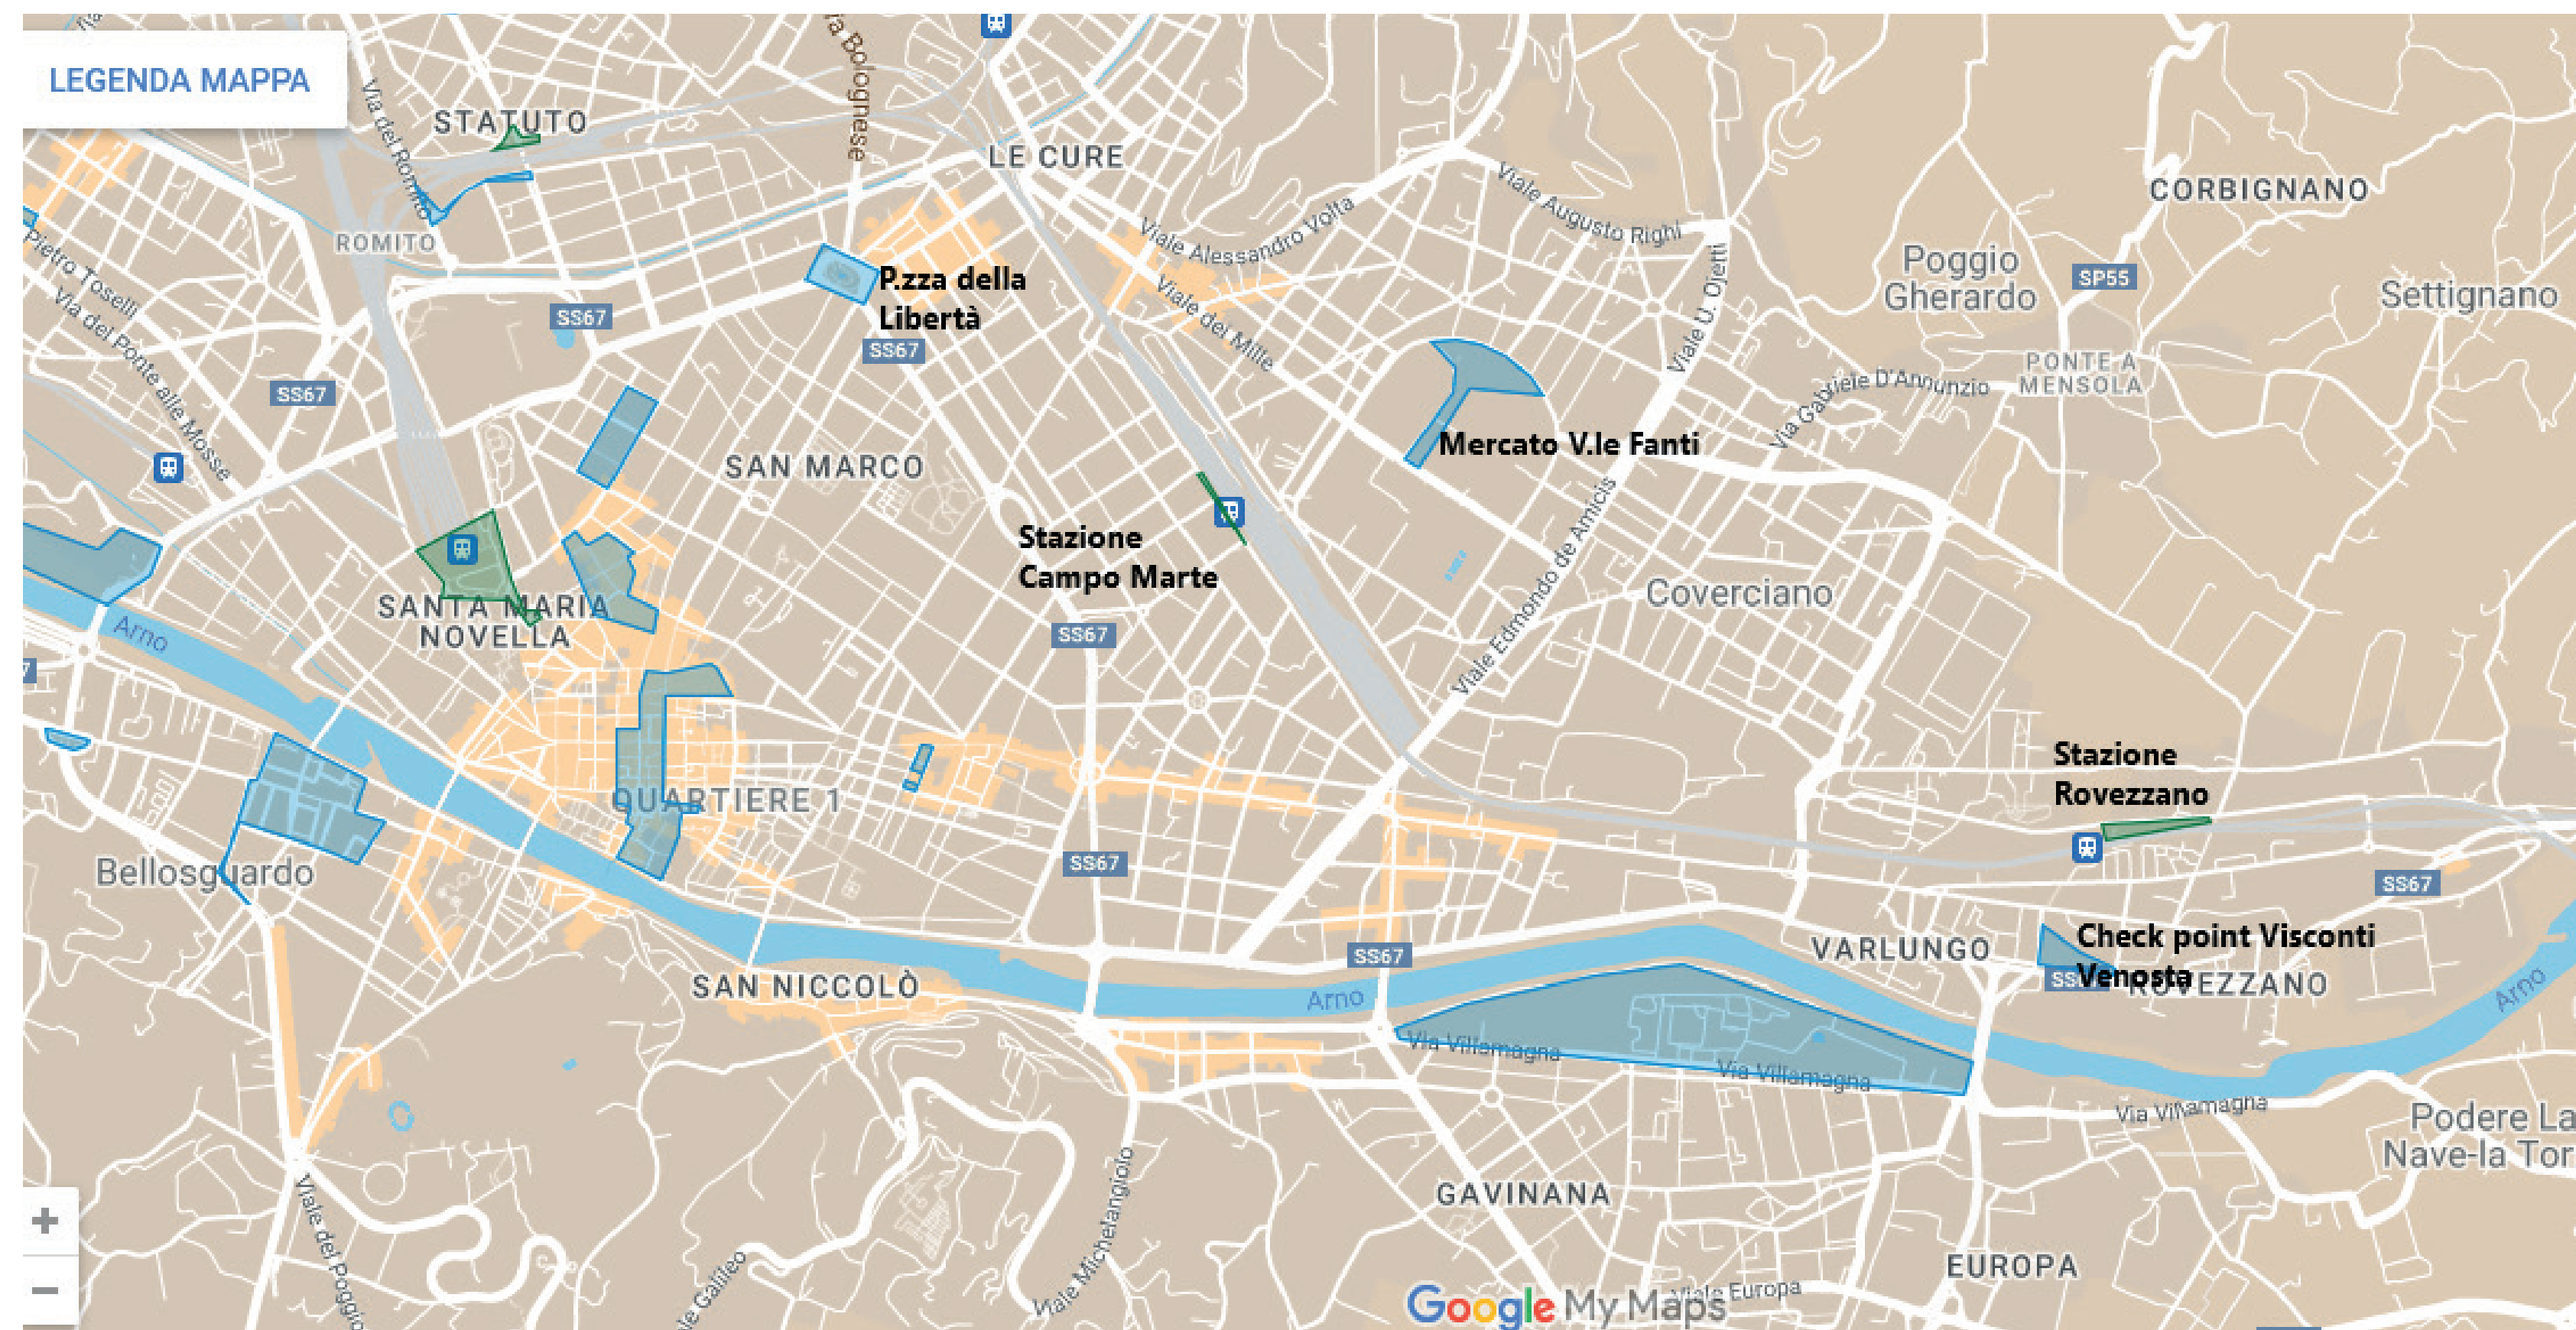 LEGENDA MAPPA
Via Bolognese
Via del Romito
STATUTO
LE CURE
Viale Augusto Righi
CORBIGNANO
Viale Alessandro Volta
ROMITO
Pietro Toselli
Via del Ponte alle Mosse
P.zza della
Libertà
Poggio
Gherardo
SP55
Settignano
SS67
SS67
SS67
Viale dei Mille
Viale U. Ojetti
Via Gabriele D'Annunzio
PONTE A
MENSOLA
SAN MARCO
Mercato V.le Fanti
Stazione
Campo Marte
Viale Edmondo de Amicis
Coverciano
SANTA MARIA
NOVELLA
Arno
SS67
QUARTIERE 1
Stazione
Rovezzano
Bellosguardo
SS67
SS67
SAN NICCOLÒ
SS67
Arno
VARLUNGO
Check point Visconti
Venosta
ROVEZZANO
Arno
Via Villamagna
Via Villamagna
Via Villamagna
Podere La
Nave-la Tor
GAVINANA
Viale del Poggio
Viale Michelangiolo
le Galileo
EUROPA
Viale Europa
Google My Maps
+
−